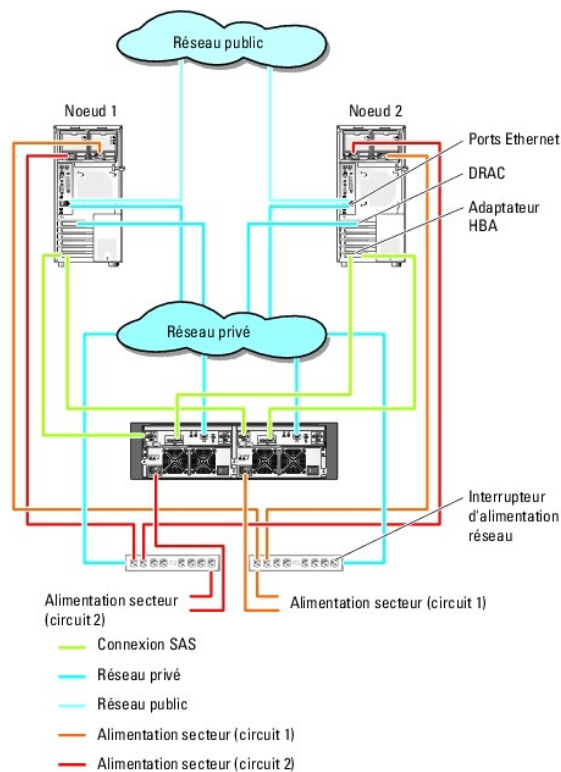 Réseau public
Noeud 1
Noeud 2
Ports Ethernet
DRAC
Adaptateur
HBA
Réseau privé
Interrupteur
d'alimentation
réseau
Alimentation secteur
(circuit 2)
Alimentation secteur (circuit 1)
Connexion SAS
Réseau privé
Réseau public
Alimentation secteur (circuit 1)
Alimentation secteur (circuit 2)